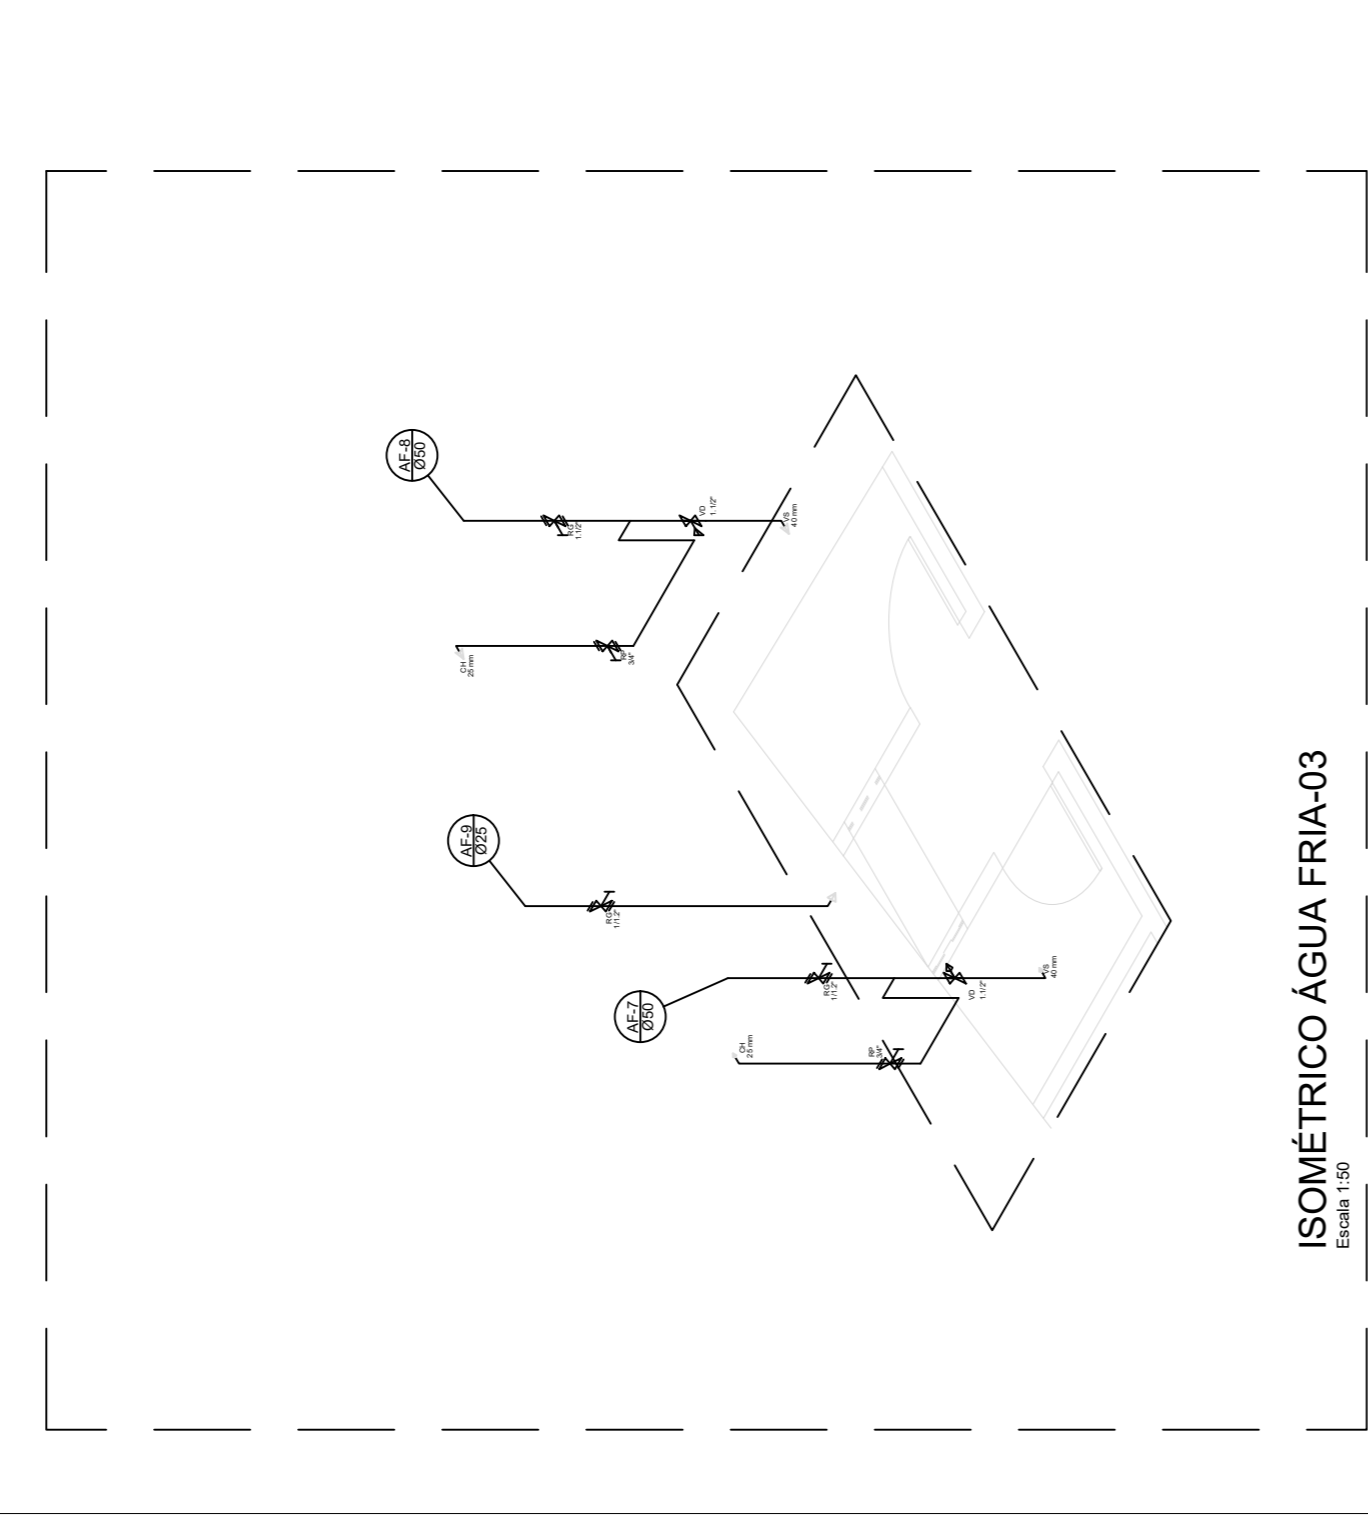 AF-8
Ø50
RG
1.1/2"
VD
1.1/2"
VS
40 mm
CH
25 mm
RP
3/4"
AF-9
Ø25
RG
1/1.2"
AF-7
Ø50
RG
1/1.2"
VD
1.1/2"
VS
40 mm
CH
25 mm
RP
3/4"
ISOMÉTRICO ÁGUA FRIA-03
Escala 1:50